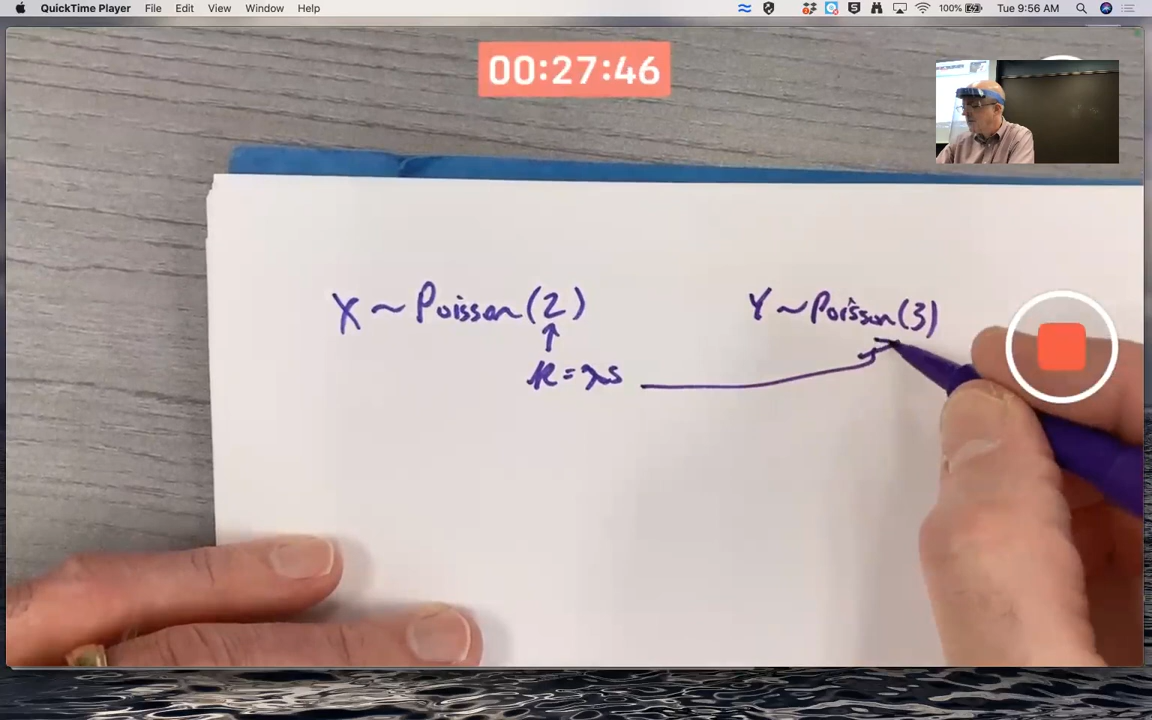 QuickTime Player File Edit View Window Help 100% Tue 9:56 AM
00:27:46
X ~ Poisson(2) Y ~ Poisson(3)
k = λs